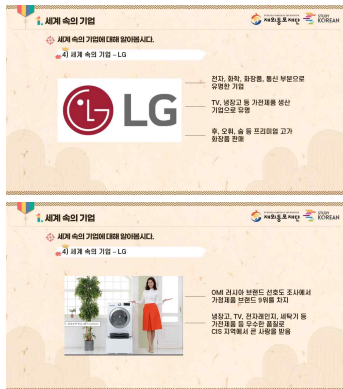 1. 세계 속의 기업
재외동포재단
STUDY KOREAN
세계 속의 기업에 대해 알아봅시다.
4) 세계 속의 기업 – LG
LG
전자, 화학, 화장품, 통신 부분으로
유명한 기업
TV, 냉장고 등 가전제품 생산
기업으로 유명
후, 오휘, 숨 등 프리미엄 고가
화장품 판매
1. 세계 속의 기업
재외동포재단
STUDY KOREAN
세계 속의 기업에 대해 알아봅시다.
4) 세계 속의 기업 – LG
OMI 러시아 브랜드 선호도 조사에서
가정제품 브랜드 9위를 차지
냉장고, TV, 전자레인지, 세탁기 등
가전제품 등 우수한 품질로
CIS 지역에서 큰 사랑을 받음